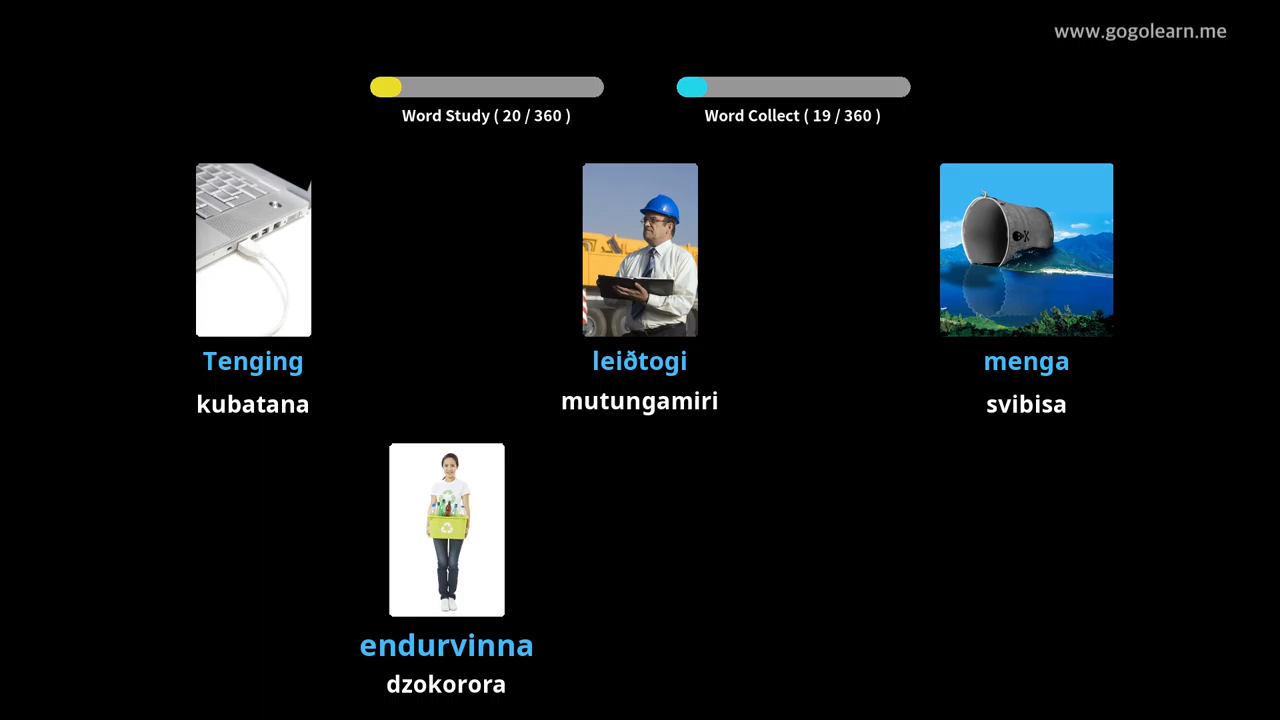 www.gogolearn.me
Word Study ( 20 / 360 )
Word Collect ( 19 / 360 )
Tenging
leiðtogi
menga
kubatana
mutungamiri
svibisa
endurvinna
dzokorora